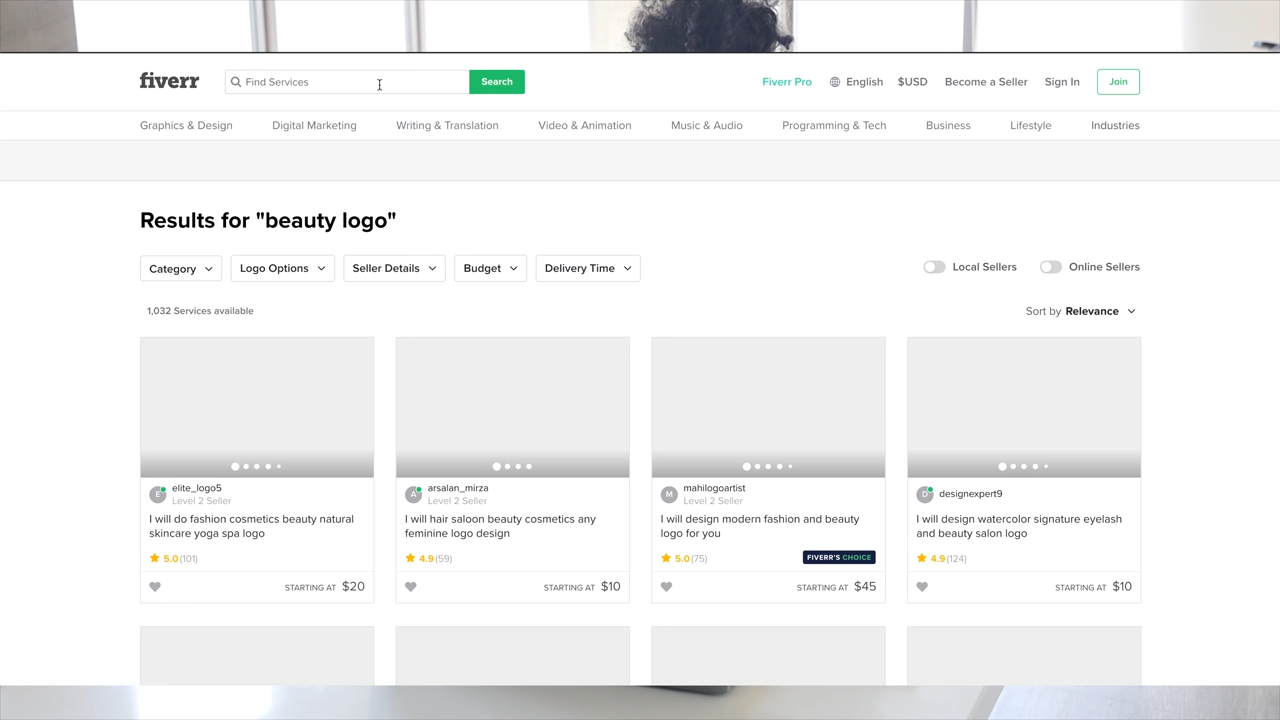 fiverr
Find Services
Search
Fiverr Pro
English
$USD
Become a Seller
Sign In
Join
Graphics & Design
Digital Marketing
Writing & Translation
Video & Animation
Music & Audio
Programming & Tech
Business
Lifestyle
Industries
Results for "beauty logo"
Category
Logo Options
Seller Details
Budget
Delivery Time
Local Sellers
Online Sellers
1,032 Services available
Sort by Relevance
E
elite_logo5
Level 2 Seller
I will do fashion cosmetics beauty natural
skincare yoga spa logo
5.0(101)
STARTING AT $20
A
arsalan_mirza
Level 2 Seller
I will hair saloon beauty cosmetics any
feminine logo design
4.9(59)
STARTING AT $10
M
mahilogoartist
Level 2 Seller
I will design modern fashion and beauty
logo for you
5.0(75)
FIVERR'S CHOICE
STARTING AT $45
D
designexpert9
I will design watercolor signature eyelash
and beauty salon logo
4.9(124)
STARTING AT $10